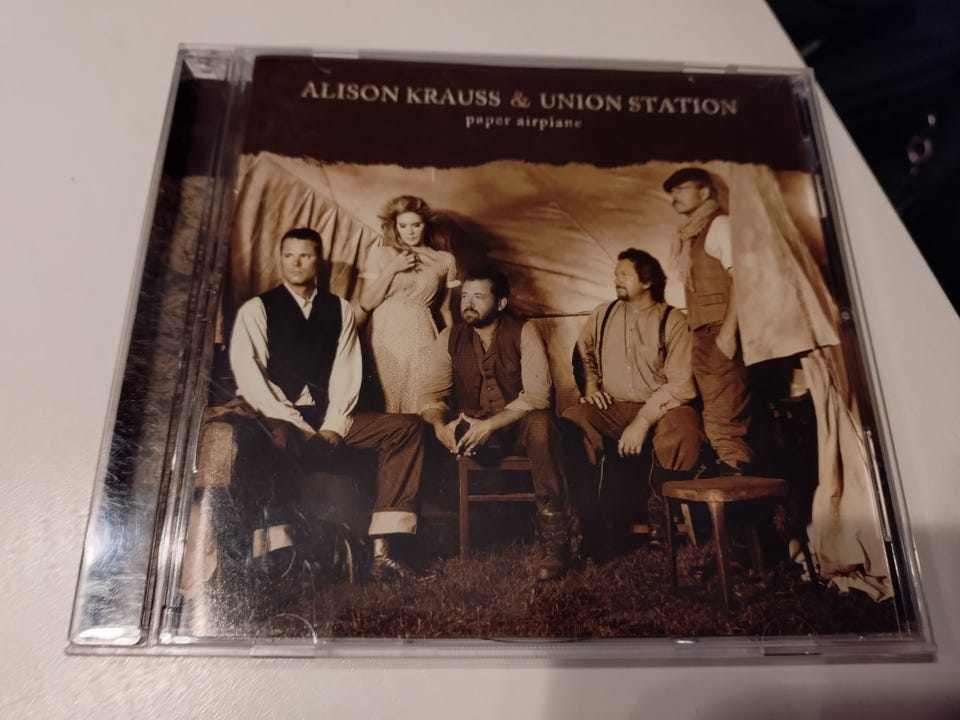 ALISON KRAUSS & UNION STATION
paper airplane